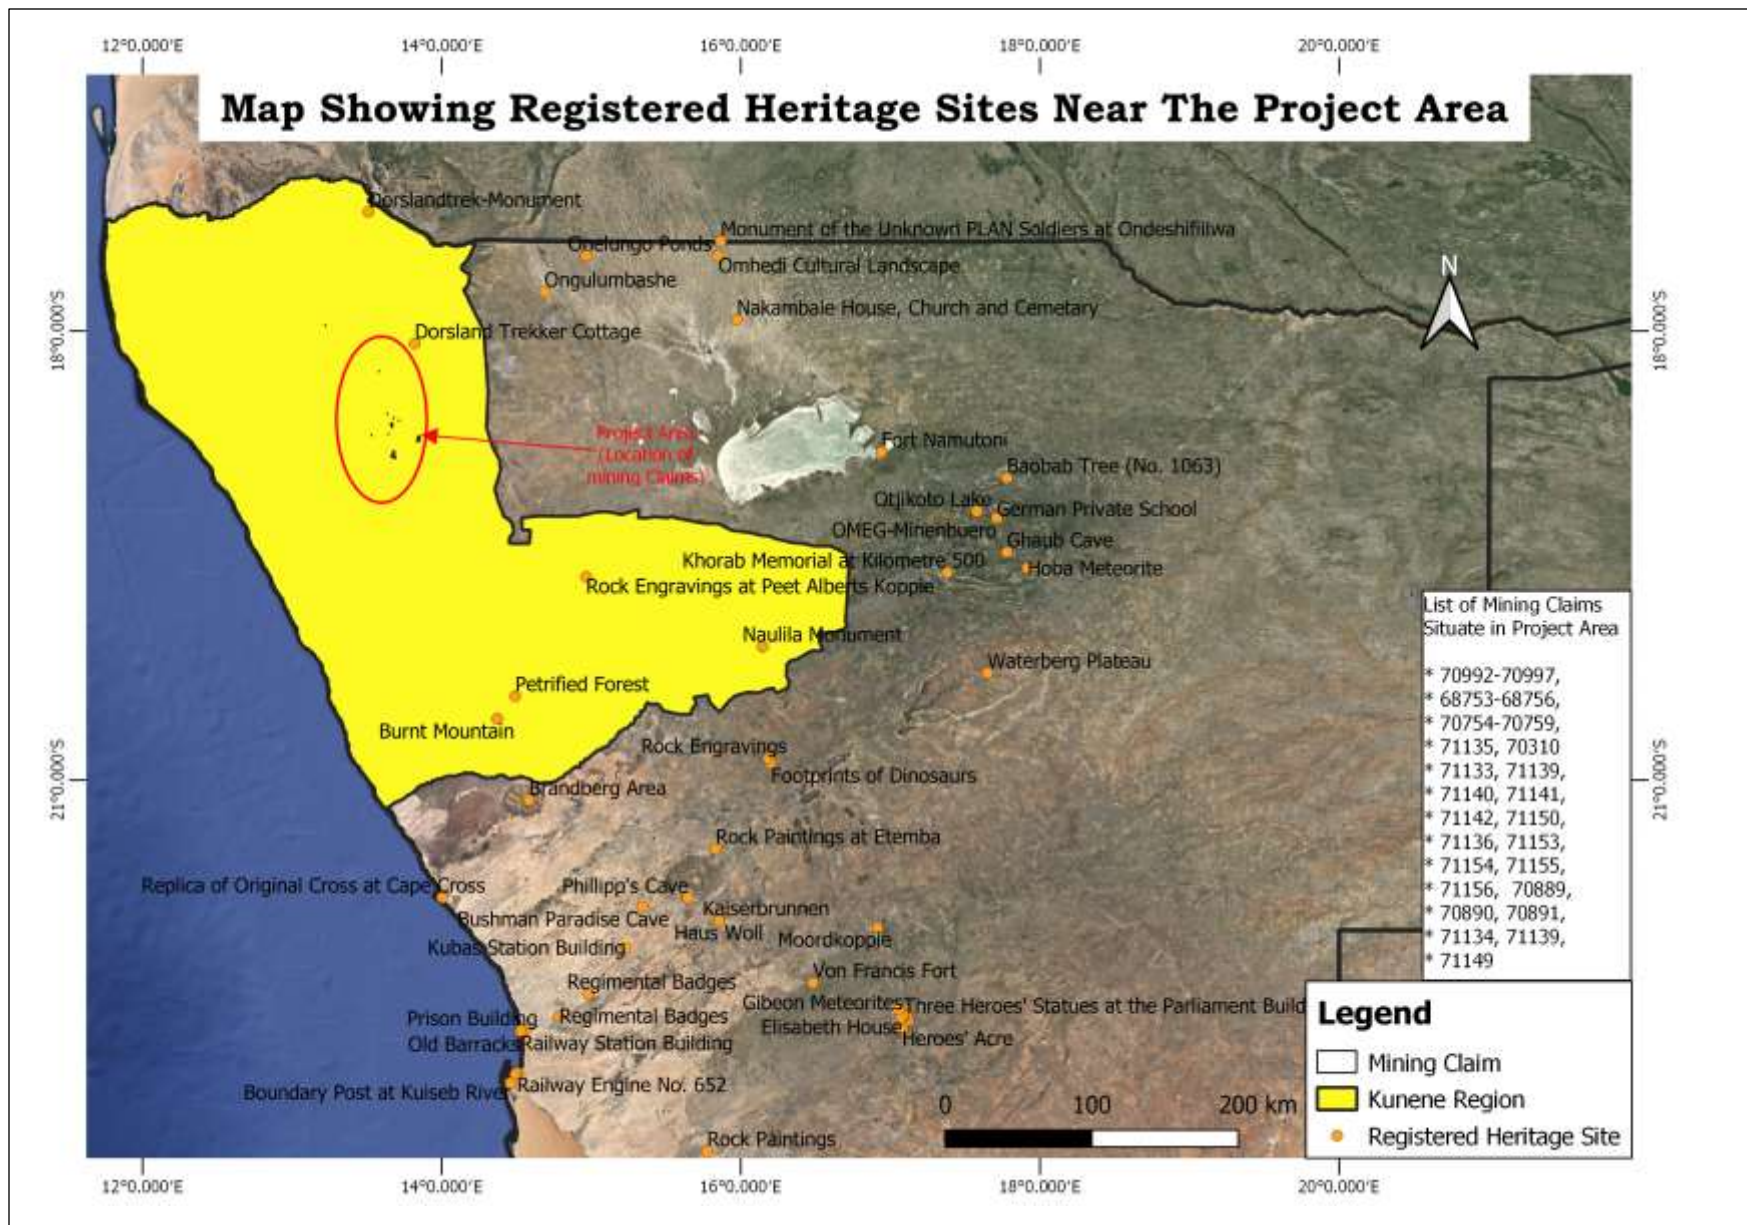 12°0.000'E 14°0.000'E 16°0.000'E 18°0.000'E 20°0.000'E
Map Showing Registered Heritage Sites Near The Project Area
Dorslandtrek-Monument
Monument of the Unknown PLAN Soldiers at Ondeshifiilwa
Onelungo Ponds
Omhedi Cultural Landscape
N
Ongulumbashe
Nakambale House, Church and Cemetary
18°0.000'S
18°0.000'S
Dorsland Trekker Cottage
Project Area
(Location of
mining Claims)
Fort Namutoni
Baobab Tree (No. 1063)
Otjikoto Lake
German Private School
OMEG-Minenbuero
Ghaub Cave
Khorab Memorial at Kilometre 500
Hoba Meteorite
Rock Engravings at Peet Alberts Koppie
Naulila Monument
Waterberg Plateau
Petrified Forest
Burnt Mountain
Rock Engravings
Footprints of Dinosaurs
21°0.000'S
21°0.000'S
Brandberg Area
Rock Paintings at Etemba
Replica of Original Cross at Cape Cross
Phillipp's Cave
Kaiserbrunnen
Bushman Paradise Cave
Haus Woll
Moordkoppie
Kubas Station Building
Von Francis Fort
Regimental Badges
Gibeon Meteorites
Three Heroes' Statues at the Parliament Build
Prison Building
Regimental Badges
Elisabeth House
Heroes' Acre
Old Barracks
Railway Station Building
Boundary Post at Kuiseb River
Railway Engine No. 652
Rock Paintings
0 100 200 km
List of Mining Claims
Situate in Project Area
* 70992-70997,
* 68753-68756,
* 70754-70759,
* 71135, 70310
* 71133, 71139,
* 71140, 71141,
* 71142, 71150,
* 71136, 71153,
* 71154, 71155,
* 71156, 70889,
* 70890, 70891,
* 71134, 71139,
* 71149
Legend
Mining Claim
Kunene Region
Registered Heritage Site
12°0.000'E 14°0.000'E 16°0.000'E 18°0.000'E 20°0.000'E